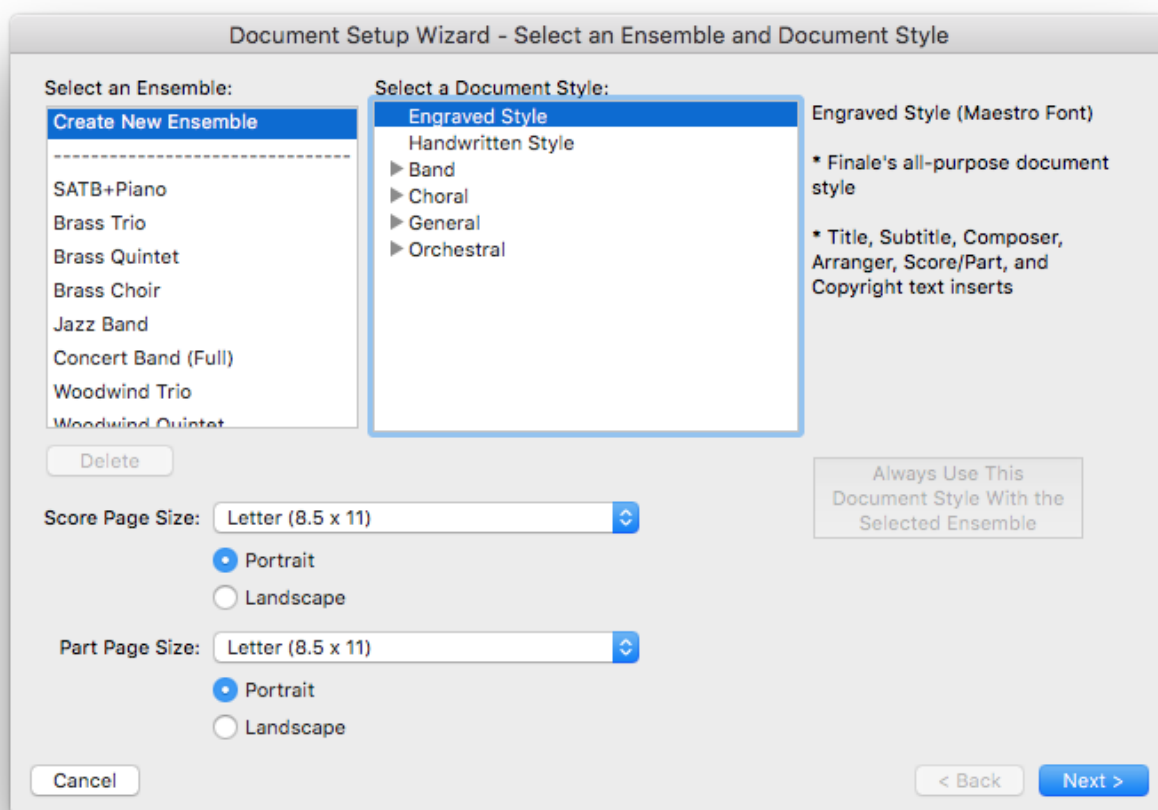 Document Setup Wizard - Select an Ensemble and Document Style
Select an Ensemble:
Create New Ensemble
--------------------------------
SATB+Piano
Brass Trio
Brass Quintet
Brass Choir
Jazz Band
Concert Band (Full)
Woodwind Trio
Woodwind Quintet
Delete
Select a Document Style:
Engraved Style
Handwritten Style
Band
Choral
General
Orchestral
Engraved Style (Maestro Font)
* Finale's all-purpose document
style
* Title, Subtitle, Composer,
Arranger, Score/Part, and
Copyright text inserts
Always Use This
Document Style With the
Selected Ensemble
Score Page Size: Letter (8.5 x 11)
Portrait
Landscape
Part Page Size: Letter (8.5 x 11)
Portrait
Landscape
Cancel
< Back
Next >